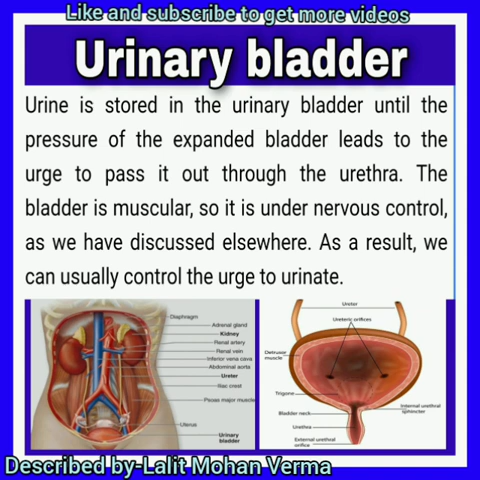 Like and subscribe to get more videos
Urinary bladder
Urine is stored in the urinary bladder until the
pressure of the expanded bladder leads to the
urge to pass it out through the urethra. The
bladder is muscular, so it is under nervous control,
as we have discussed elsewhere. As a result, we
can usually control the urge to urinate.
Diaphragm
Adrenal gland
Kidney
Renal artery
Renal vein
Inferior vena cava
Abdominal aorta
Ureter
Iliac crest
Psoas major muscle
Uterus
Urinary
bladder
Ureter
Ureteric orifices
Detrusor
muscle
Trigone
Bladder neck
Urethra
External urethral
orifice
Internal urethral
sphincter
Described by-Lalit Mohan Verma